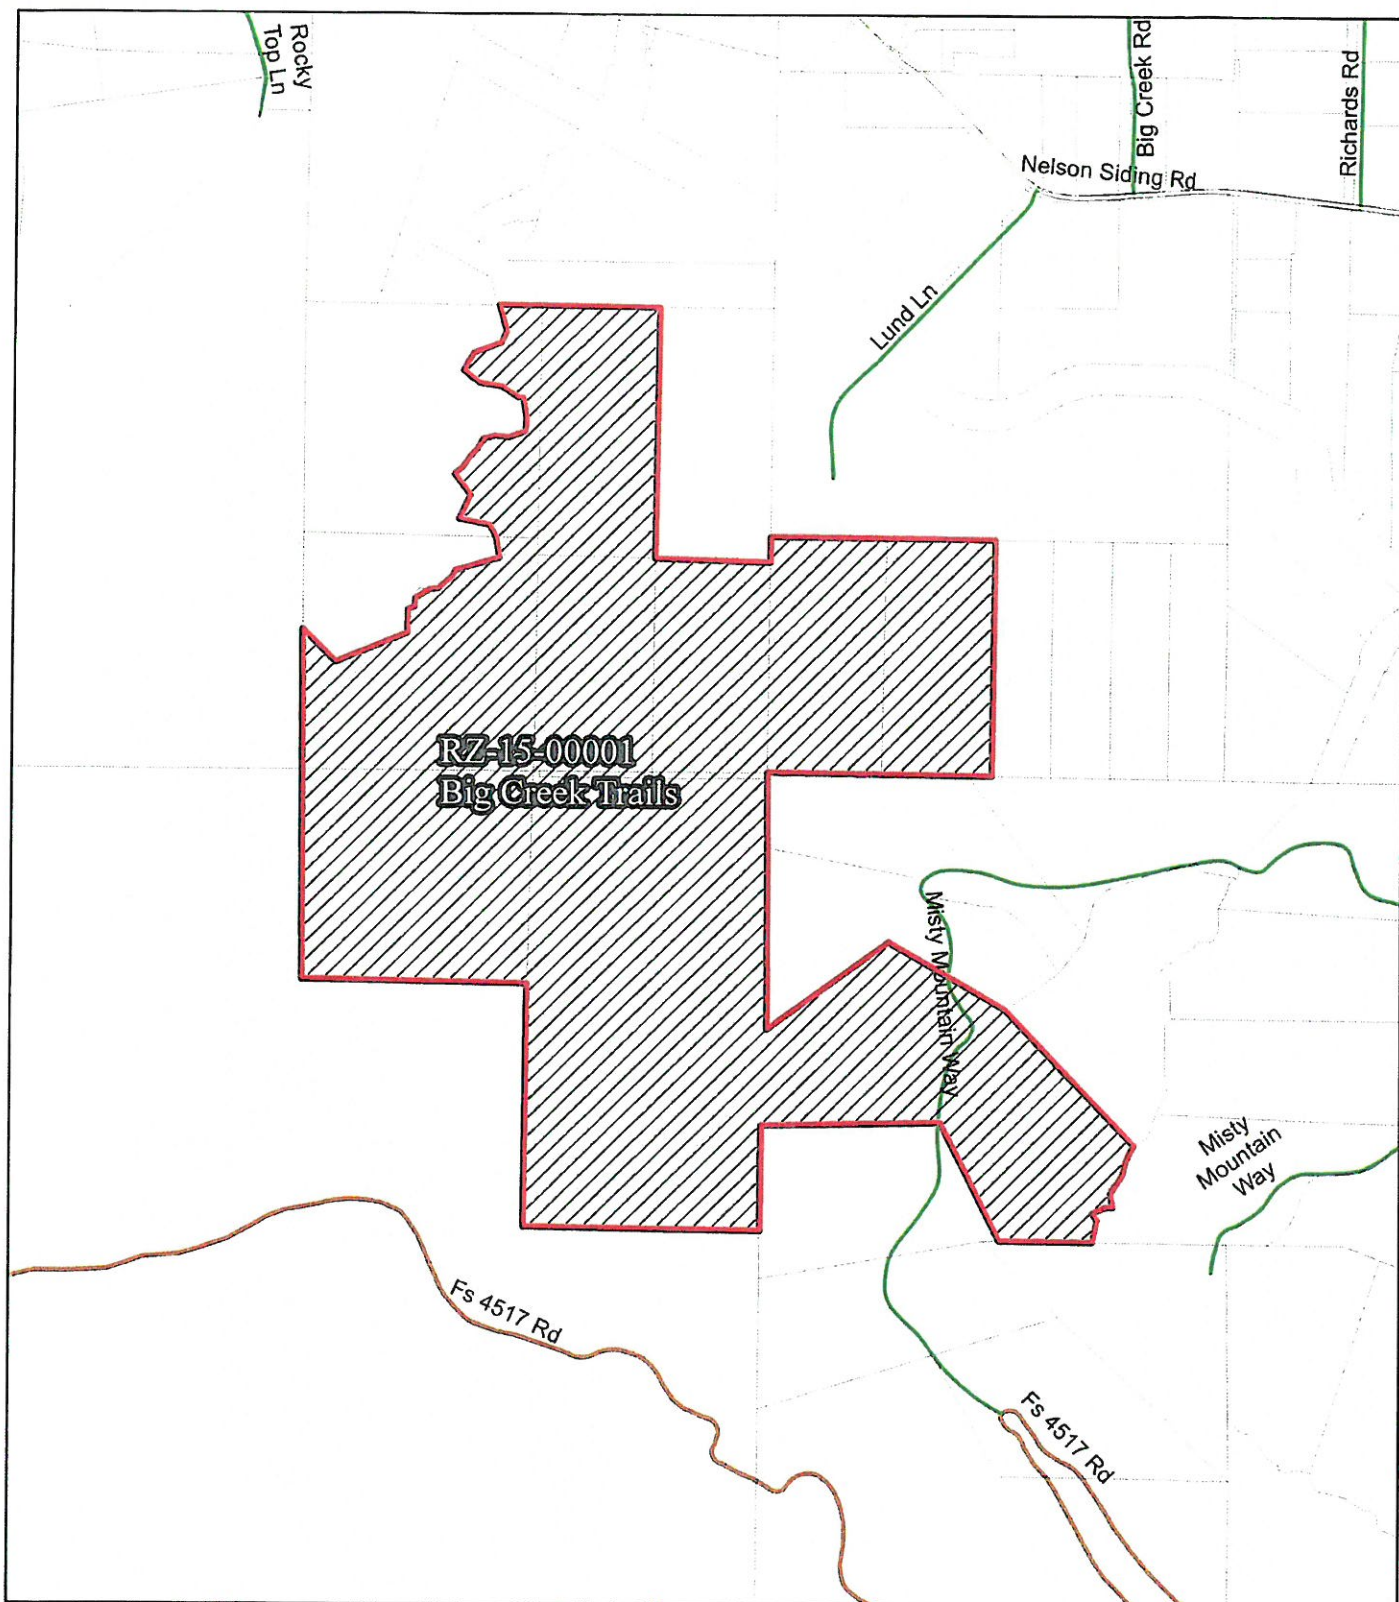 Rocky
Top Ln
Big Creek Rd
Richards Rd
Nelson Siding Rd
Lund Ln
RZ-15-00001
Big Creek Trails
Misty Mountain Way
Misty
Mountain
Way
Fs 4517 Rd
Fs 4517 Rd